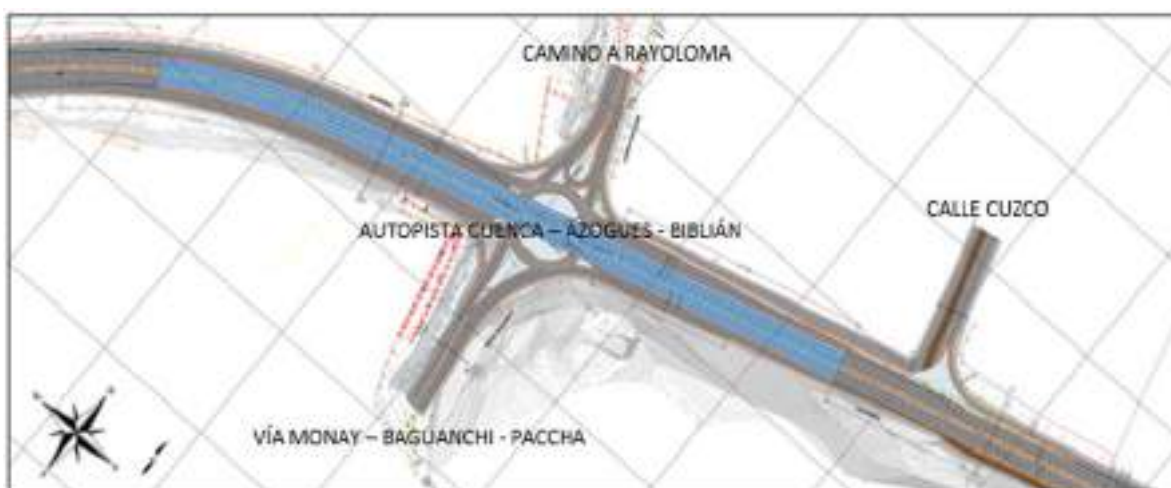 CAMINO A RAYOLOMA
CALLE CUZCO
AUTOPISTA CUENCA – AZOGUES - BIBLIÁN
VÍA MONAY – BAGUANCHI - PACCHA